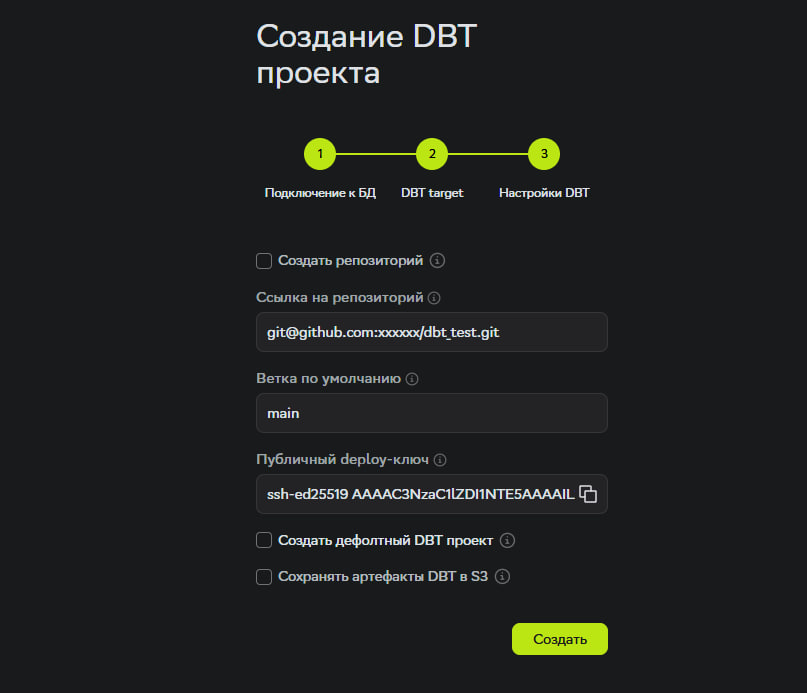 Создание DBT
проекта
1
2
3
Подключение к БД
DBT target
Настройки DBT
Создать репозиторий
Ссылка на репозиторий
git@github.com:xxxxxx/dbt_test.git
Ветка по умолчанию
main
Публичный deploy-ключ
ssh-ed25519 AAAAC3NzaC1lZDI1NTE5AAAAIL
Создать дефолтный DBT проект
Сохранять артефакты DBT в S3
Создать